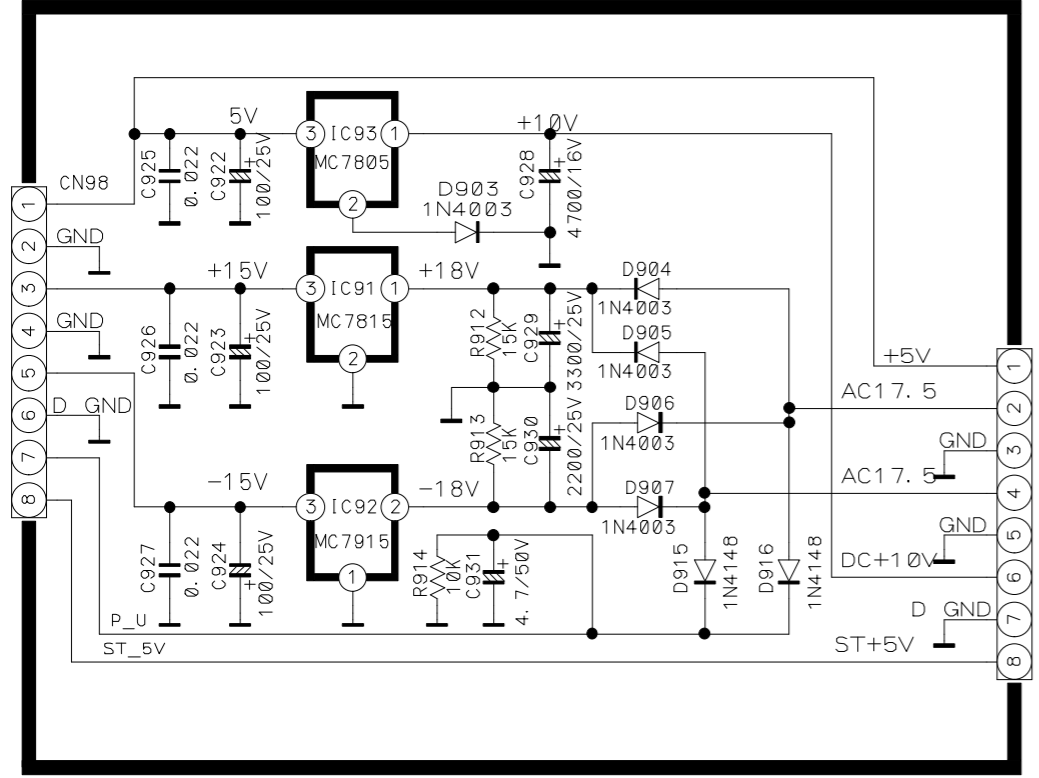 5V
+10V
3 IC93 1
MC7805
2
C925
0.022
C922
+
100/25V
C928
+
4700/16V
D903
1N4003
CN98
1
2
3
4
5
6
7
8
GND
GND
D GND
+15V
3 IC91 1
MC7815
2
+18V
C926
0.022
C923
+
100/25V
R912
15K
C929
+
3300/25V
D904
1N4003
D905
1N4003
D906
1N4003
D907
1N4003
R913
15K
C930
+
2200/25V
-15V
3 IC92 2
MC7915
1
-18V
C927
0.022
C924
+
100/25V
R914
10K
C931
+
4.7/50V
D915
1N4148
D916
1N4148
P_U
ST_5V
+5V
AC17.5
GND
AC17.5
GND
DC+10V
D GND
ST+5V
1
2
3
4
5
6
7
8